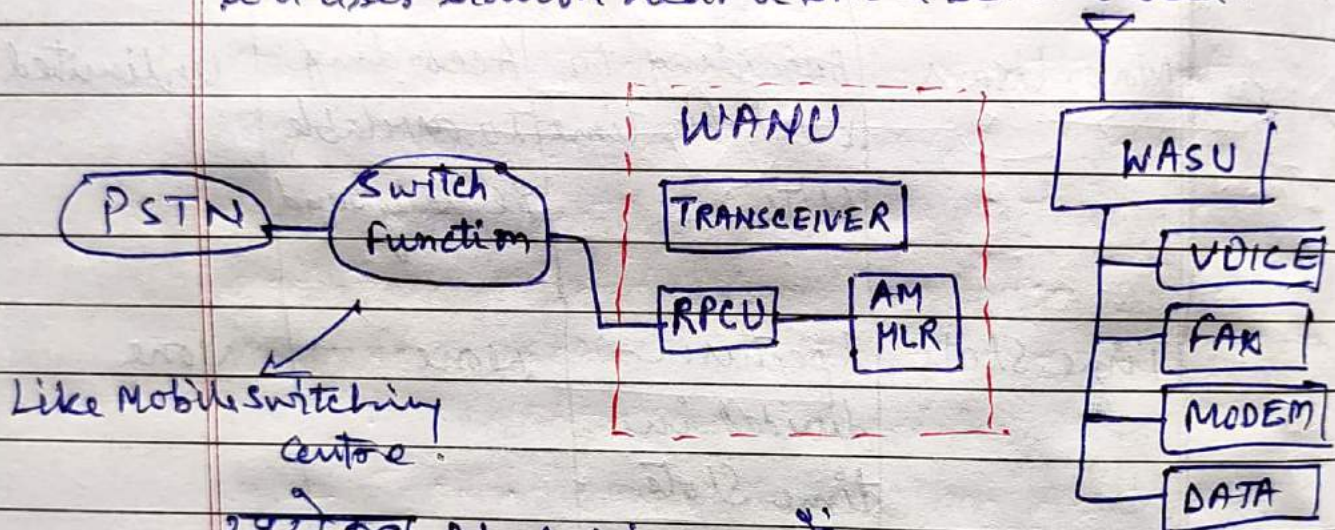 WANU
WASU
PSTN
Switch
function
TRANSCEIVER
VOICE
RPCU
AM
HLR
FAX
Like Mobile switching
centre.
MODEM
DATA